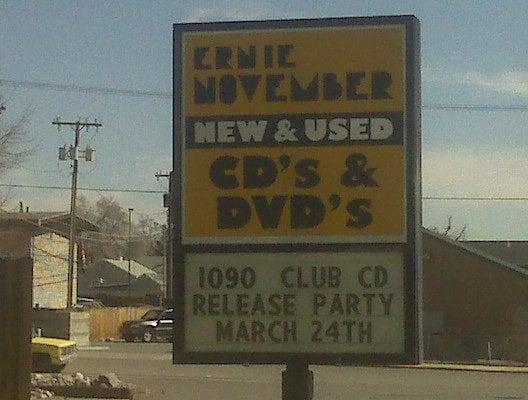 ERNIE
NOVEMBER
NEW & USED
CD'S &
DVD'S
1090 CLUB CD
RELEASE PARTY
MARCH 24TH